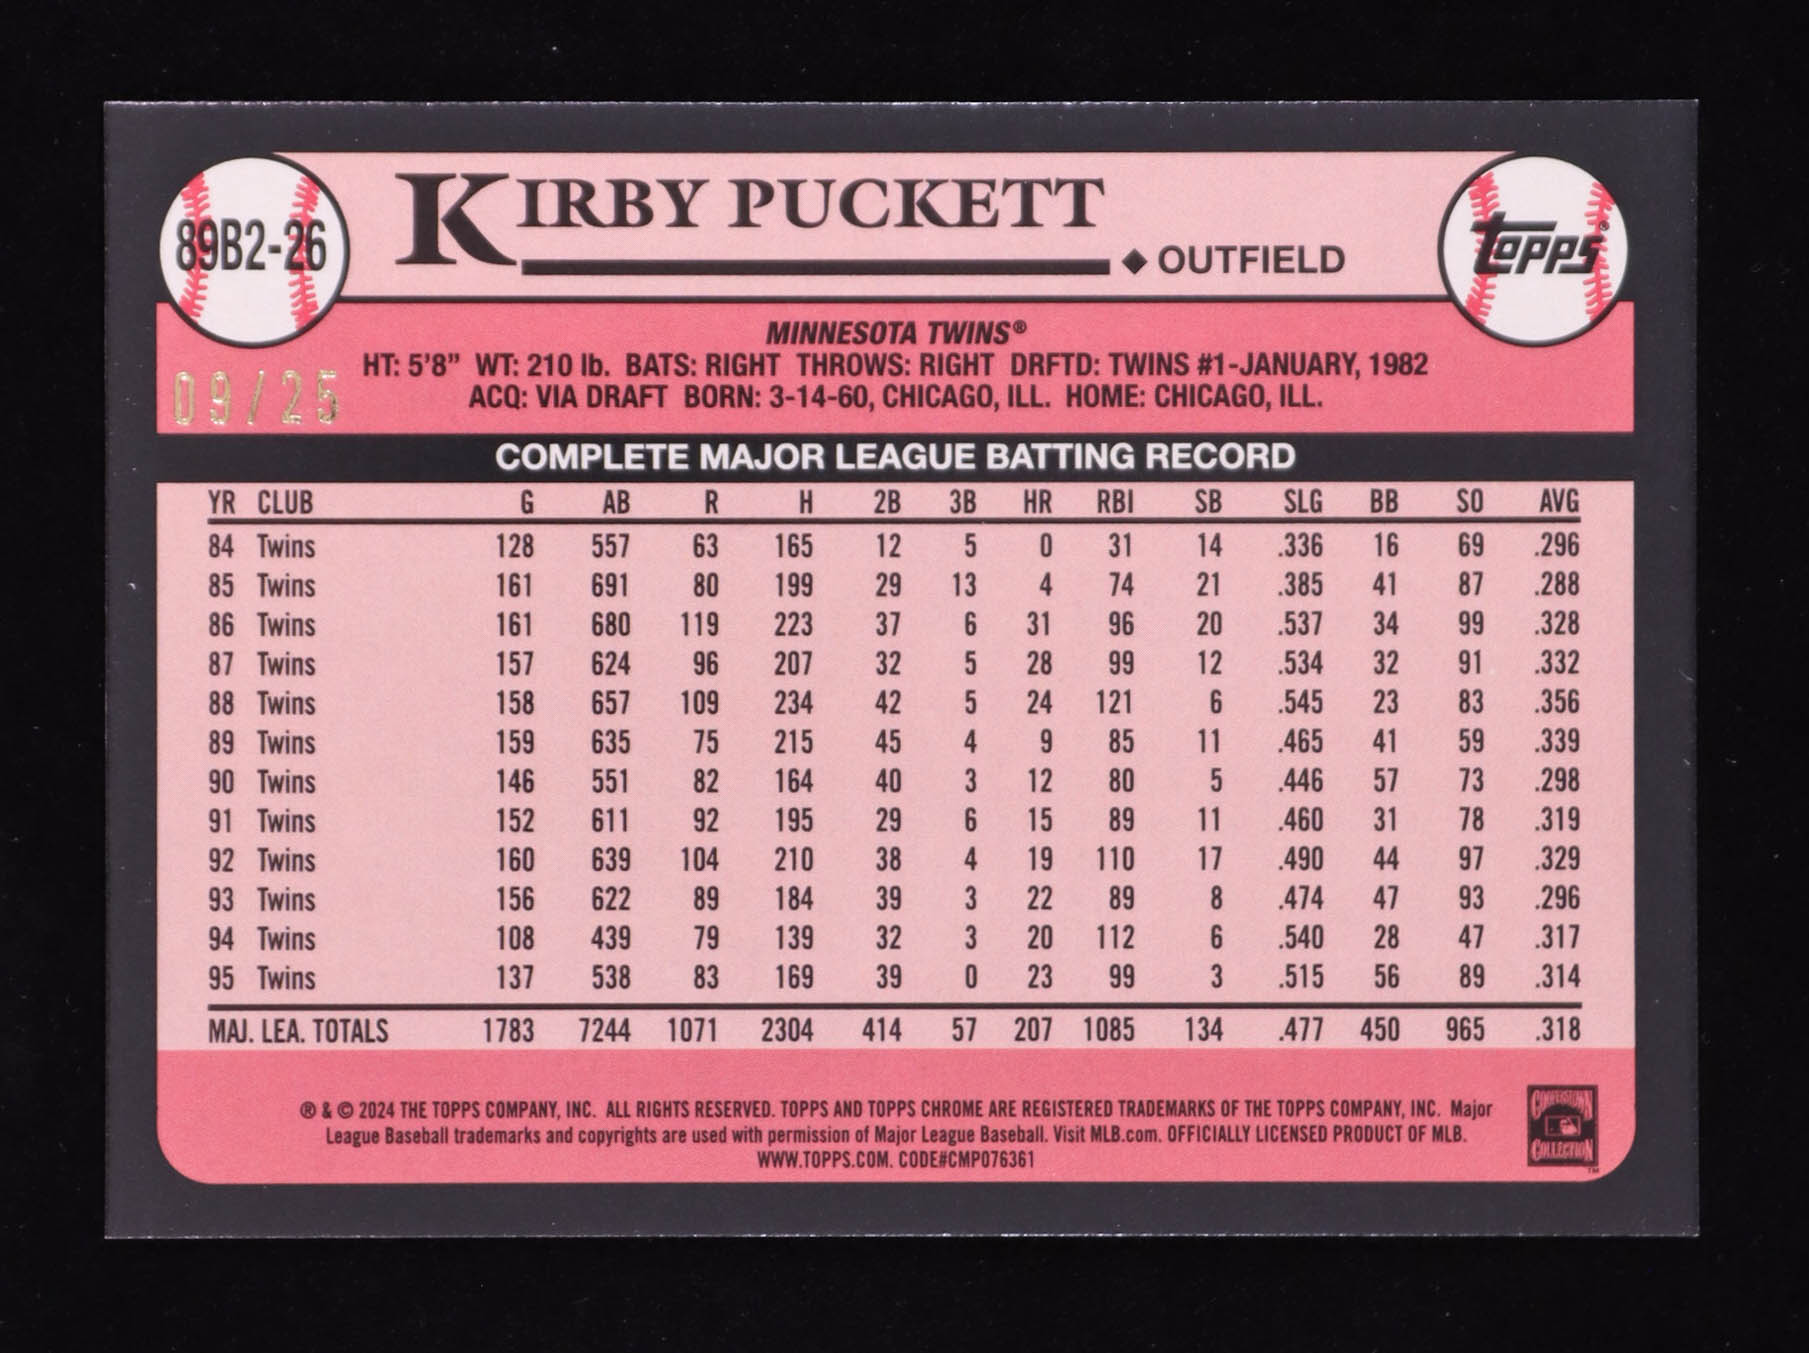 89B2-26
KIRBY PUCKETT
◆ OUTFIELD
topps®
MINNESOTA TWINS®
HT: 5'8" WT: 210 lb. BATS: RIGHT THROWS: RIGHT DRFTD: TWINS #1-JANUARY, 1982
ACQ: VIA DRAFT BORN: 3-14-60, CHICAGO, ILL. HOME: CHICAGO, ILL.
09/25
COMPLETE MAJOR LEAGUE BATTING RECORD
YR CLUB G AB R H 2B 3B HR RBI SB SLG BB SO AVG
84 Twins 128 557 63 165 12 5 0 31 14 .336 16 69 .296
85 Twins 161 691 80 199 29 13 4 74 21 .385 41 87 .288
86 Twins 161 680 119 223 37 6 31 96 20 .537 34 99 .328
87 Twins 157 624 96 207 32 5 28 99 12 .534 32 91 .332
88 Twins 158 657 109 234 42 5 24 121 6 .545 23 83 .356
89 Twins 159 635 75 215 45 4 9 85 11 .465 41 59 .339
90 Twins 146 551 82 164 40 3 12 80 5 .446 57 73 .298
91 Twins 152 611 92 195 29 6 15 89 11 .460 31 78 .319
92 Twins 160 639 104 210 38 4 19 110 17 .490 44 97 .329
93 Twins 156 622 89 184 39 3 22 89 8 .474 47 93 .296
94 Twins 108 439 79 139 32 3 20 112 6 .540 28 47 .317
95 Twins 137 538 83 169 39 0 23 99 3 .515 56 89 .314
MAJ. LEA. TOTALS 1783 7244 1071 2304 414 57 207 1085 134 .477 450 965 .318
® & © 2024 THE TOPPS COMPANY, INC. ALL RIGHTS RESERVED. TOPPS AND TOPPS CHROME ARE REGISTERED TRADEMARKS OF THE TOPPS COMPANY, INC. Major
League Baseball trademarks and copyrights are used with permission of Major League Baseball. Visit MLB.com. OFFICIALLY LICENSED PRODUCT OF MLB.
WWW.TOPPS.COM. CODE#CMP076361
COOPERSTOWN
COLLECTION
TM